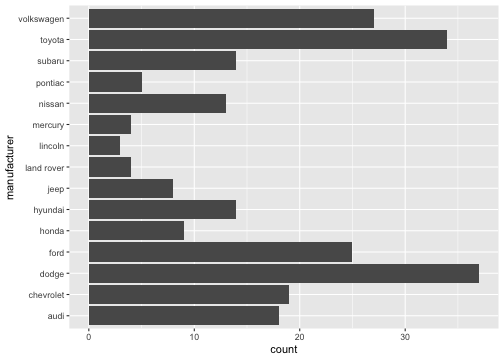 volkswagen
toyota
subaru
pontiac
nissan
mercury
lincoln
land rover
jeep
hyundai
honda
ford
dodge
chevrolet
audi
manufacturer
0 10 20 30
count